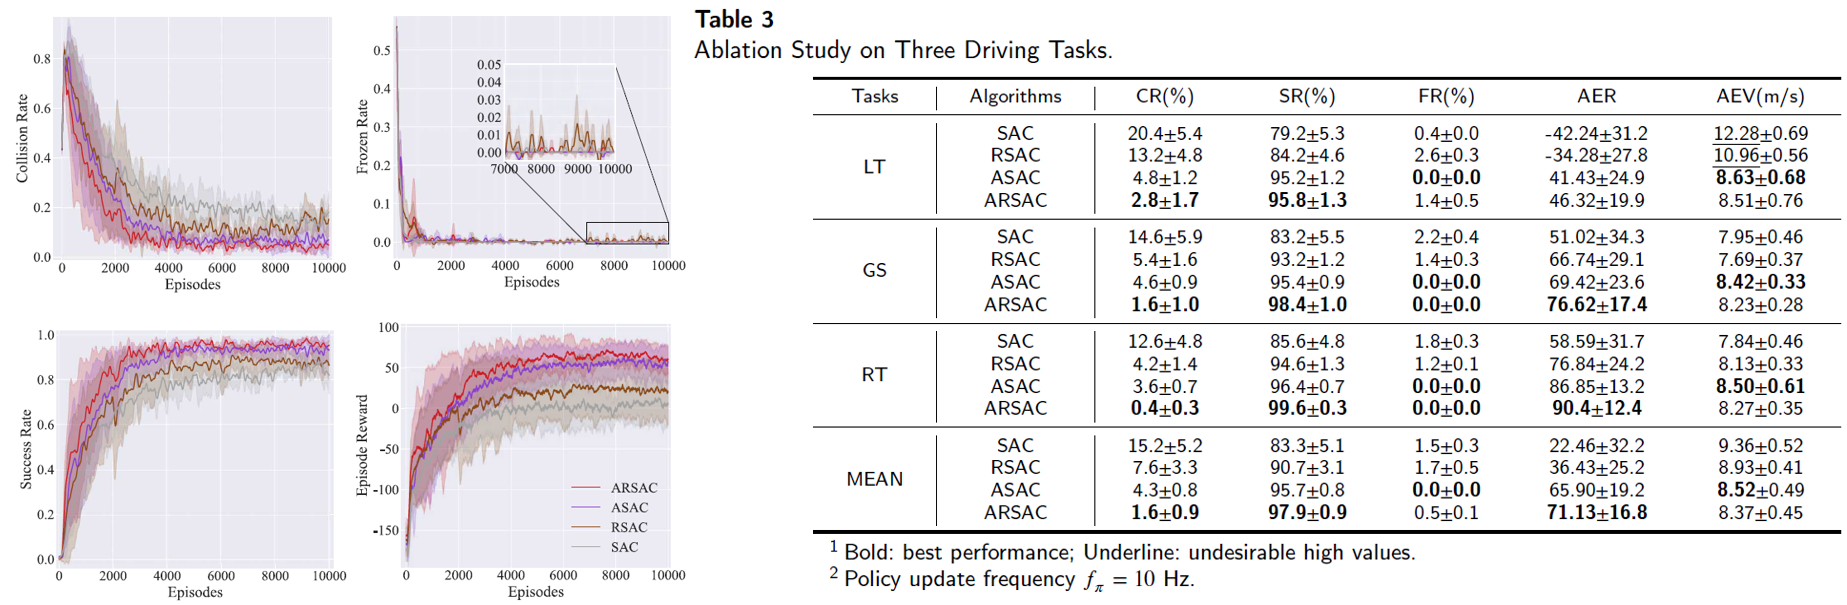 0.8
0.6
0.4
0.2
0.0
Collision Rate
0 2000 4000 6000 8000 10000
Episodes
0.5
0.4
0.3
0.2
0.1
0.0
Frozen Rate
0.05
0.04
0.03
0.02
0.01
0.00
7000 8000 9000 10000
0 2000 4000 6000 8000 10000
Episodes
1.0
0.8
0.6
0.4
0.2
0.0
Success Rate
0 2000 4000 6000 8000 10000
Episodes
100
50
0
-50
-100
-150
Episode Reward
ARSAC
ASAC
RSAC
SAC
0 2000 4000 6000 8000 10000
Episodes
Table 3
Ablation Study on Three Driving Tasks.
Tasks Algorithms CR(%) SR(%) FR(%) AER AEV(m/s)
LT
SAC 20.4±5.4 79.2±5.3 0.4±0.0 -42.24±31.2 12.28±0.69
RSAC 13.2±4.8 84.2±4.6 2.6±0.3 -34.28±27.8 10.96±0.56
ASAC 4.8±1.2 95.2±1.2 0.0±0.0 41.43±24.9 8.63±0.68
ARSAC 2.8±1.7 95.8±1.3 1.4±0.5 46.32±19.9 8.51±0.76
GS
SAC 14.6±5.9 83.2±5.5 2.2±0.4 51.02±34.3 7.95±0.46
RSAC 5.4±1.6 93.2±1.2 1.4±0.3 66.74±29.1 7.69±0.37
ASAC 4.6±0.9 95.4±0.9 0.0±0.0 69.42±23.6 8.42±0.33
ARSAC 1.6±1.0 98.4±1.0 0.0±0.0 76.62±17.4 8.23±0.28
RT
SAC 12.6±4.8 85.6±4.8 1.8±0.3 58.59±31.7 7.84±0.46
RSAC 4.2±1.4 94.6±1.3 1.2±0.1 76.84±24.2 8.13±0.33
ASAC 3.6±0.7 96.4±0.7 0.0±0.0 86.85±13.2 8.50±0.61
ARSAC 0.4±0.3 99.6±0.3 0.0±0.0 90.4±12.4 8.27±0.35
MEAN
SAC 15.2±5.2 83.3±5.1 1.5±0.3 22.46±32.2 9.36±0.52
RSAC 7.6±3.3 90.7±3.1 1.7±0.5 36.43±25.2 8.93±0.41
ASAC 4.3±0.8 95.7±0.8 0.0±0.0 65.90±19.2 8.52±0.49
ARSAC 1.6±0.9 97.9±0.9 0.5±0.1 71.13±16.8 8.37±0.45
1 Bold: best performance; Underline: undesirable high values.
2 Policy update frequency fπ = 10 Hz.